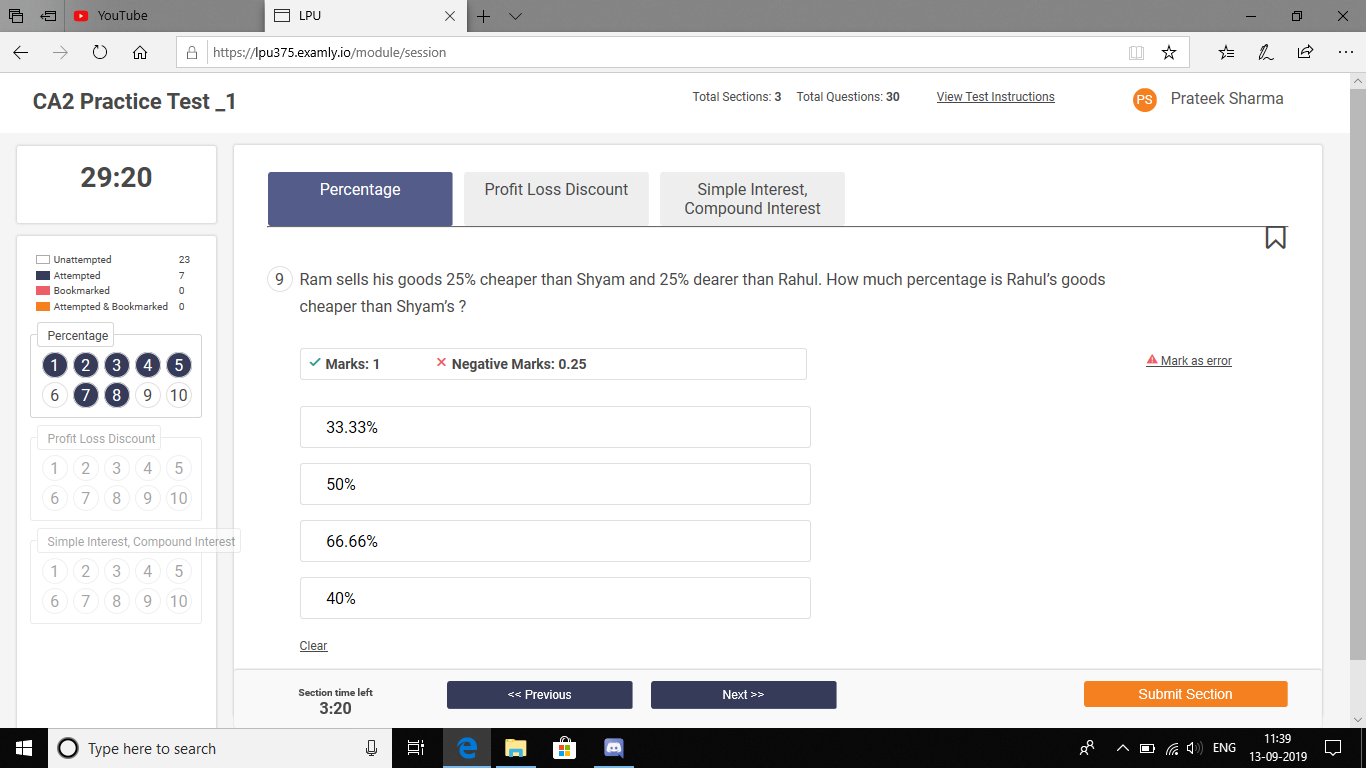 YouTube
LPU
https://lpu375.examly.io/module/session
CA2 Practice Test _1
Total Sections: 3 Total Questions: 30 View Test Instructions
PS Prateek Sharma
29:20
Unattempted 23
Attempted 7
Bookmarked 0
Attempted & Bookmarked 0
Percentage
1 2 3 4 5
6 7 8 9 10
Profit Loss Discount
1 2 3 4 5
6 7 8 9 10
Simple Interest, Compound Interest
1 2 3 4 5
6 7 8 9 10
Percentage
Profit Loss Discount
Simple Interest,
Compound Interest
9 Ram sells his goods 25% cheaper than Shyam and 25% dearer than Rahul. How much percentage is Rahul’s goods
cheaper than Shyam’s ?
Marks: 1 Negative Marks: 0.25
Mark as error
33.33%
50%
66.66%
40%
Clear
Section time left
3:20
<< Previous
Next >>
Submit Section
Type here to search
ENG
11:39
13-09-2019